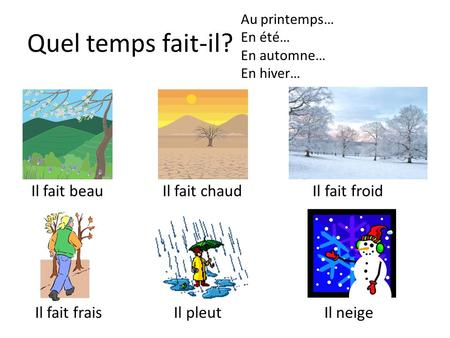 Quel temps fait-il?
Au printemps…
En été…
En automne…
En hiver…
Il fait beau
Il fait chaud
Il fait froid
Il fait frais
Il pleut
Il neige